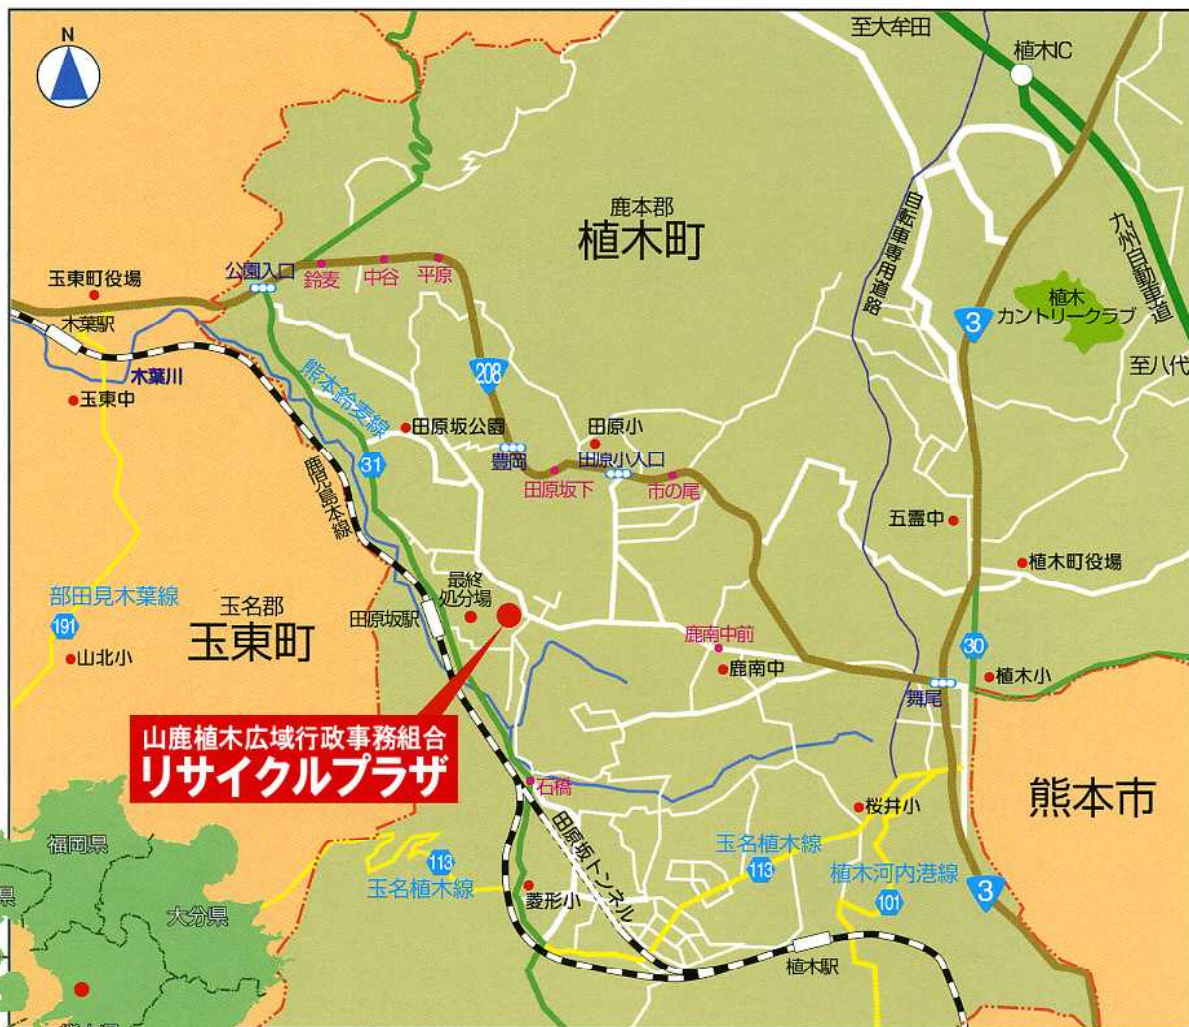 N
至大牟田
植木IC
鹿本郡
植木町
自転車専用道路
九州自動車道
公園入口
鈴麦
中谷
平原
玉東町役場
木葉駅
3
植木
カントリークラブ
至八代
木葉川
玉東中
熊本鈴麦線
208
田原坂公園
田原小
豊岡
田原小入口
31
田原坂下
市の尾
鹿児島本線
五霊中
植木町役場
部田見木葉線
191
玉名郡
玉東町
山北小
最終
処分場
田原坂駅
鹿南中前
鹿南中
30
植木小
舞尾
山鹿植木広域行政事務組合
リサイクルプラザ
石橋
熊本市
桜井小
田原坂トンネル
玉名植木線
113
植木河内港線
101
113
玉名植木線
菱形小
3
植木駅
福岡県
県
大分県